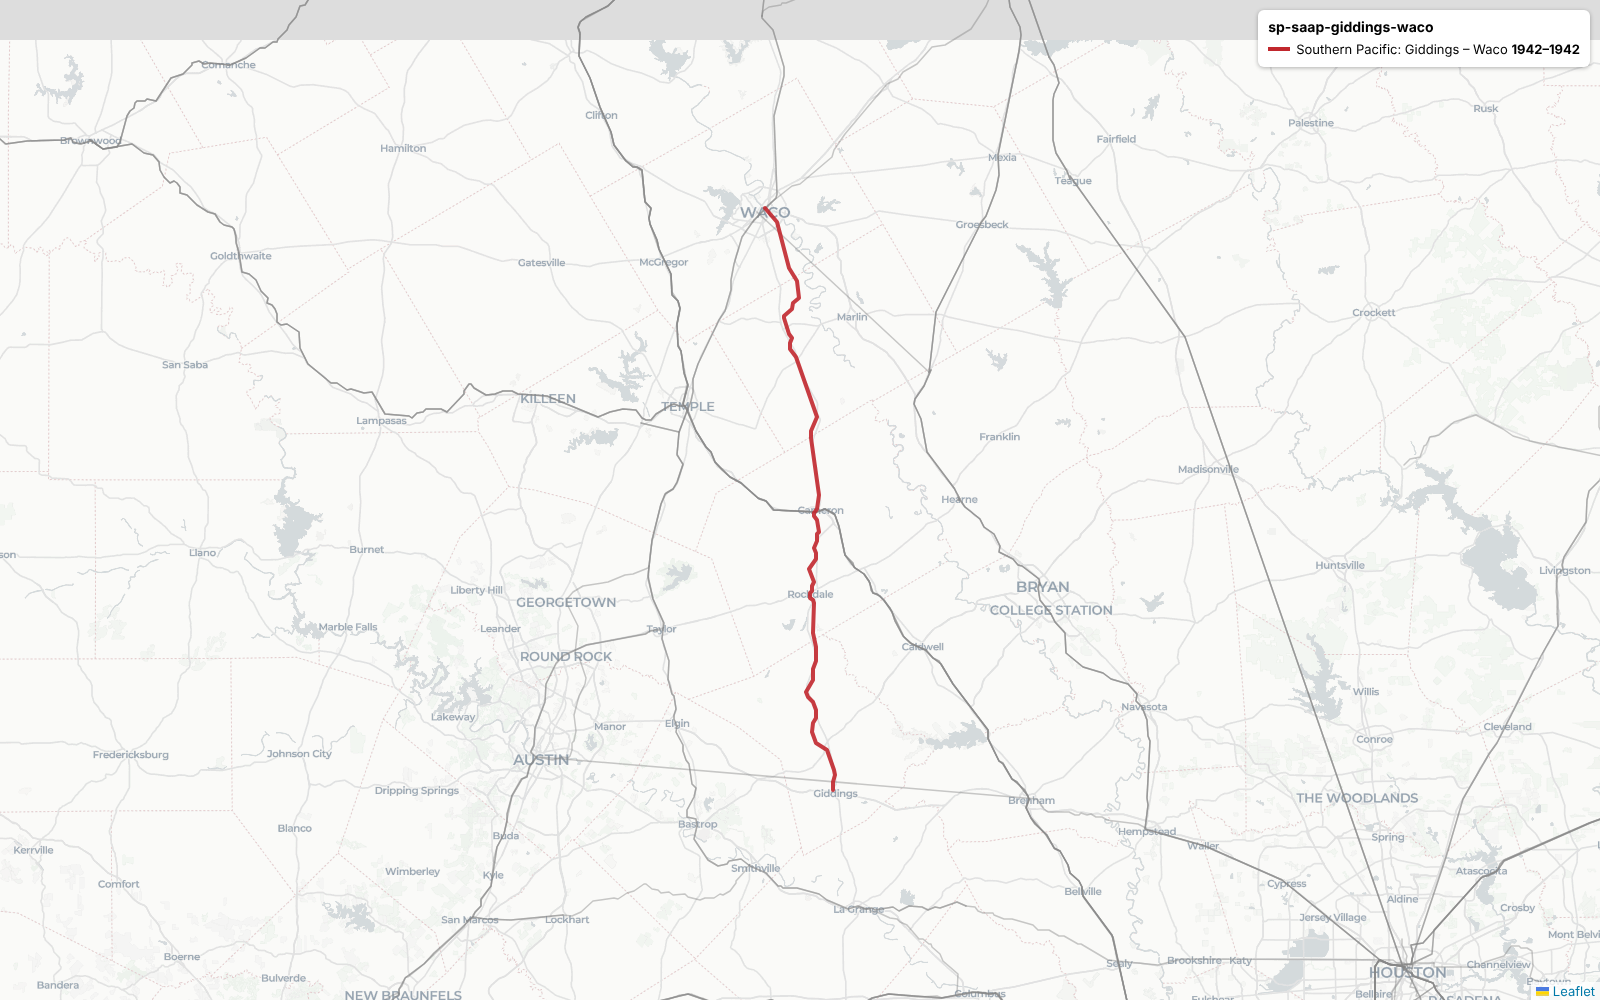 sp-saap-giddings-waco
Southern Pacific: Giddings – Waco 1942–1942
Comanche
Clifton
Palestine
Rusk
Brownwood
Hamilton
Mexia
Fairfield
Teague
WACO
Groesbeck
Goldthwaite
Gatesville
McGregor
Marlin
Crockett
San Saba
KILLEEN
TEMPLE
Lampasas
Franklin
Madisonville
Hearne
Cameron
Llano
Burnet
Huntsville
Livingston
Liberty Hill
GEORGETOWN
Rockdale
BRYAN
COLLEGE STATION
Marble Falls
Leander
Taylor
ROUND ROCK
Caldwell
Willis
Lakeway
Manor
Elgin
Navasota
Cleveland
Conroe
Fredericksburg
Johnson City
AUSTIN
Dripping Springs
Giddings
Brenham
THE WOODLANDS
Blanco
Buda
Bastrop
Hempstead
Waller
Spring
Kerrville
Comfort
Wimberley
Kyle
Smithville
Cypress
Atascocita
Bellville
Aldine
San Marcos
Lockhart
La Grange
Jersey Village
Crosby
Mont Belvi
Boerne
Sealy
Brookshire
Katy
Channelview
HOUSTON
Bandera
Bulverde
NEW BRAUNFELS
Columbus
Bellaire
PASADENA
Leaflet